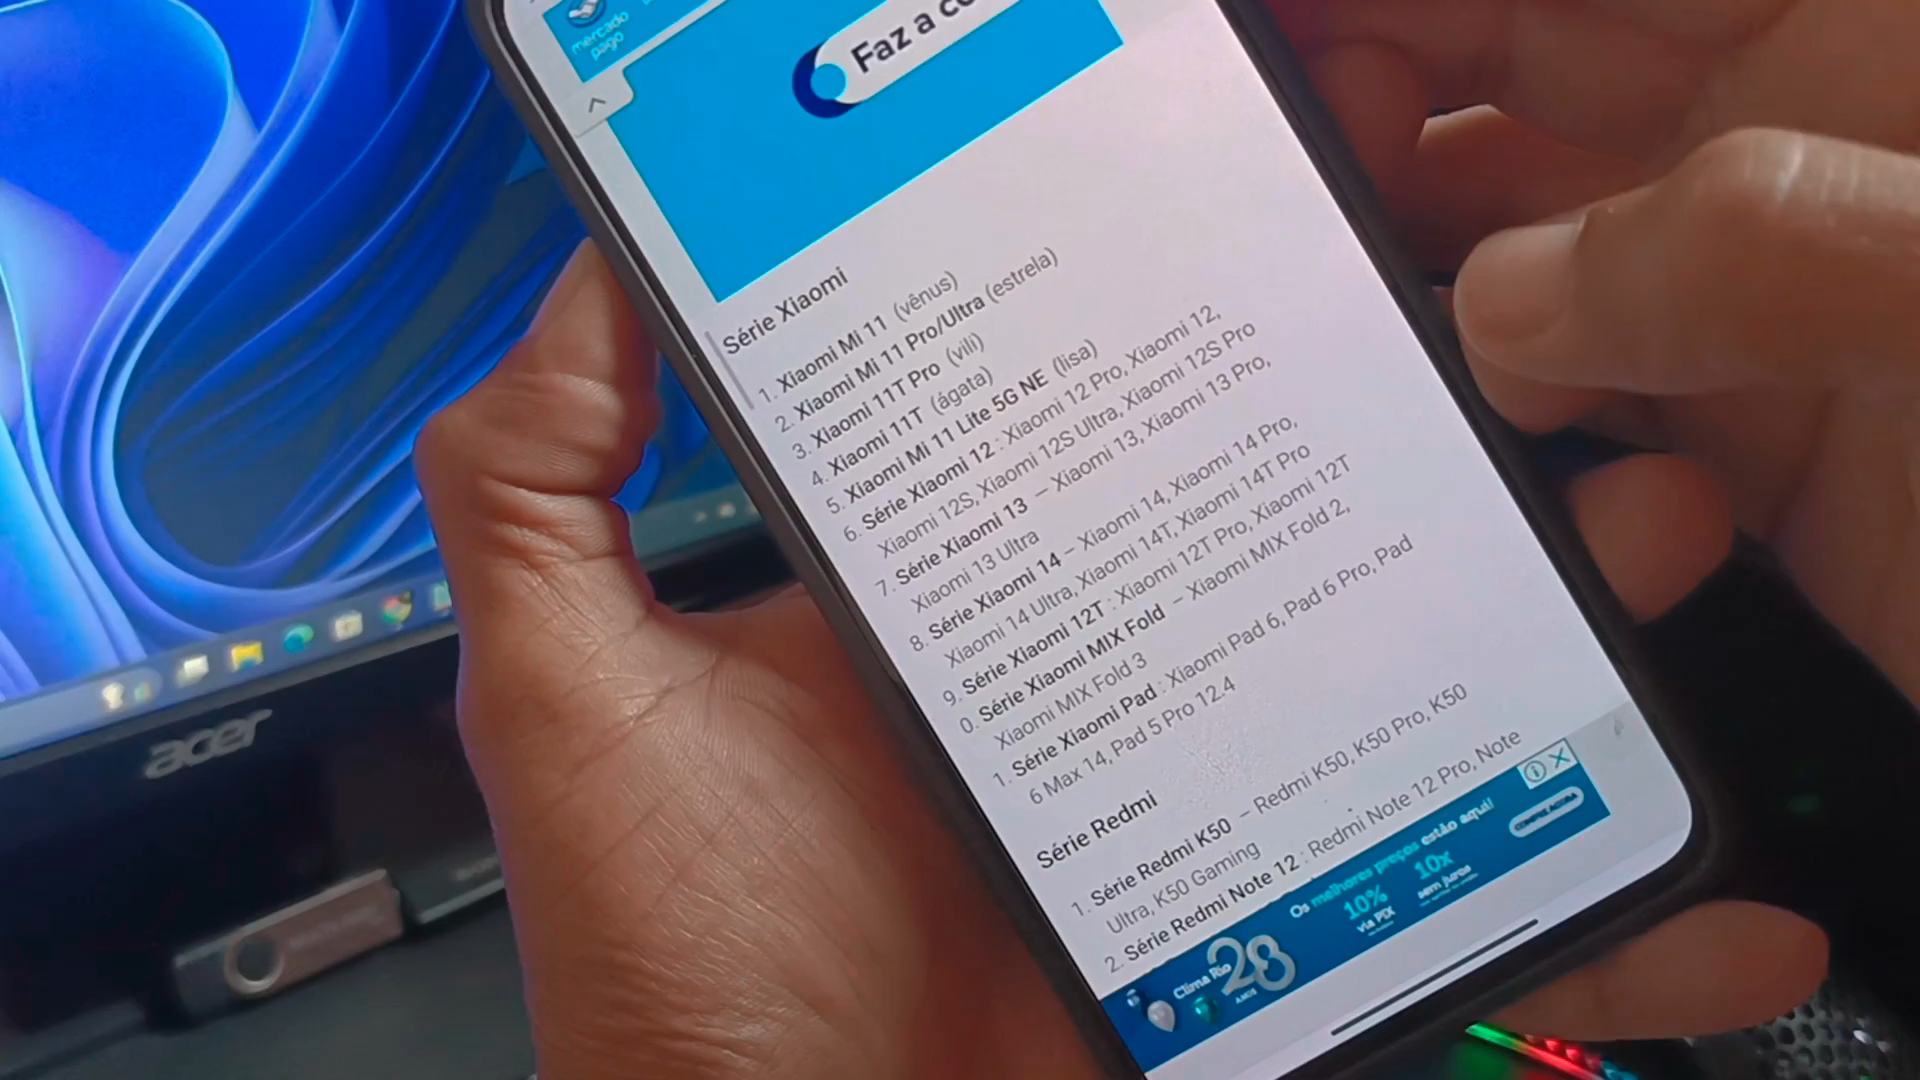 mercado
pago
Faz a co
Série Xiaomi
1. Xiaomi Mi 11 (vênus)
2. Xiaomi Mi 11 Pro/Ultra (estrela)
3. Xiaomi 11T Pro (vili)
4. Xiaomi 11T (ágata)
5. Xiaomi Mi 11 Lite 5G NE (lisa)
6. Série Xiaomi 12 : Xiaomi 12 Pro, Xiaomi 12,
Xiaomi 12S, Xiaomi 12S Ultra, Xiaomi 12S Pro
7. Série Xiaomi 13 – Xiaomi 13, Xiaomi 13 Pro,
Xiaomi 13 Ultra
8. Série Xiaomi 14 – Xiaomi 14, Xiaomi 14 Pro,
Xiaomi 14 Ultra, Xiaomi 14T, Xiaomi 14T Pro
9. Série Xiaomi 12T : Xiaomi 12T Pro, Xiaomi 12T
0. Série Xiaomi MIX Fold – Xiaomi MIX Fold 2,
Xiaomi MIX Fold 3
1. Série Xiaomi Pad : Xiaomi Pad 6, Pad 6 Pro, Pad
6 Max 14, Pad 5 Pro 12.4
Série Redmi
1. Série Redmi K50 – Redmi K50, K50 Pro, K50
Ultra, K50 Gaming
2. Série Redmi Note 12 : Redmi Note 12 Pro, Note
Clima Rio
28
ANOS
Os melhores preços estão aqui!
10%
via PIX
10x
sem juros
acer